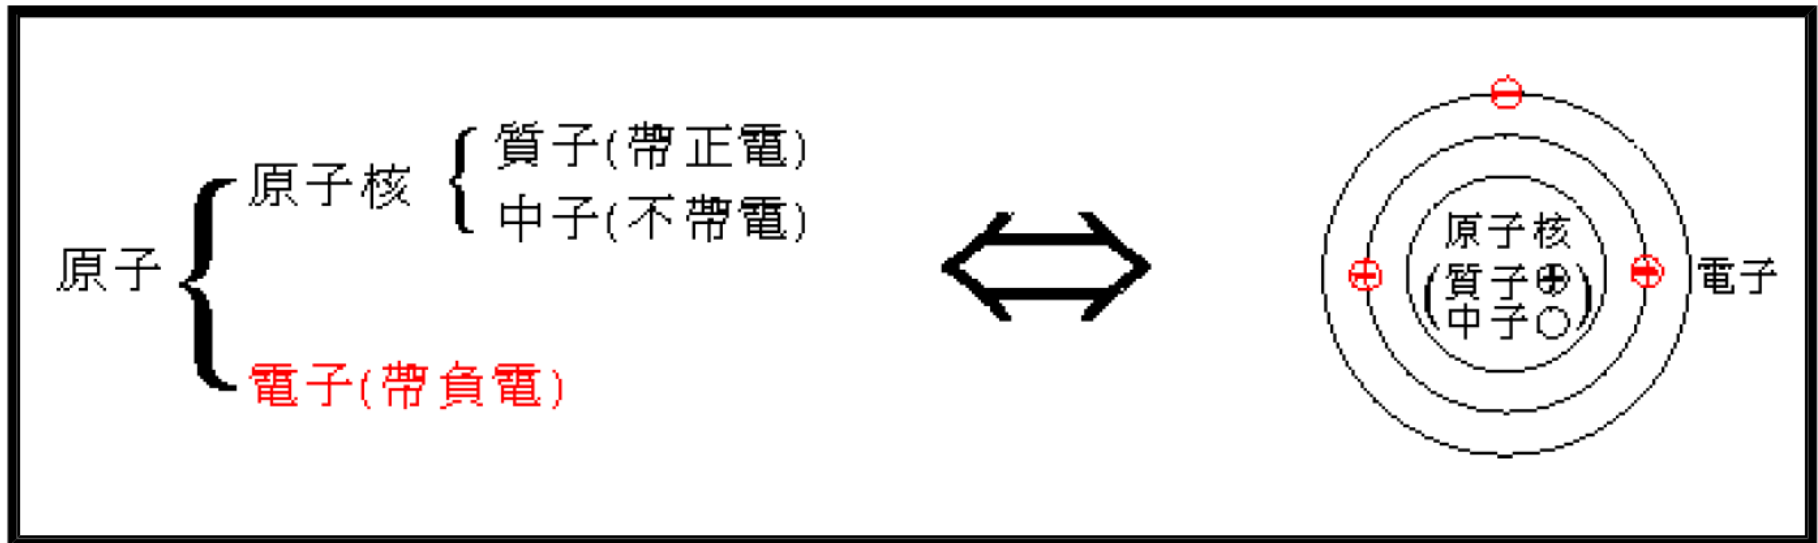 原子
原子核
質子(帶正電)
中子(不帶電)
電子(帶負電)
原子核
(質子⊕
中子○)
電子